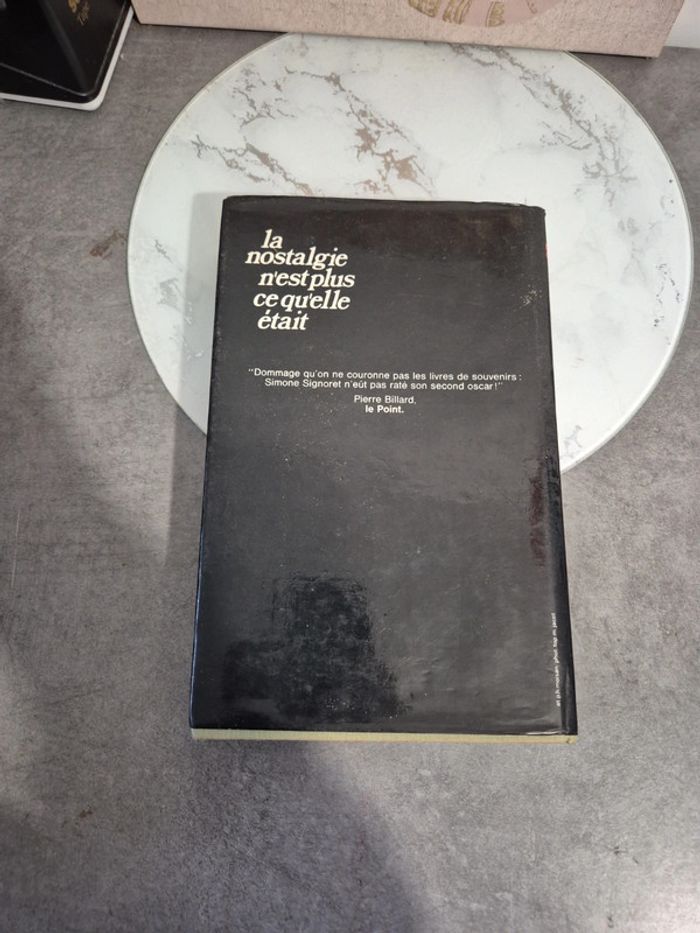 la
nostalgie
n'est plus
ce qu'elle
était
"Dommage qu'on ne couronne pas les livres de souvenirs :
Simone Signoret n'eût pas raté son second oscar !"
Pierre Billard,
le Point.